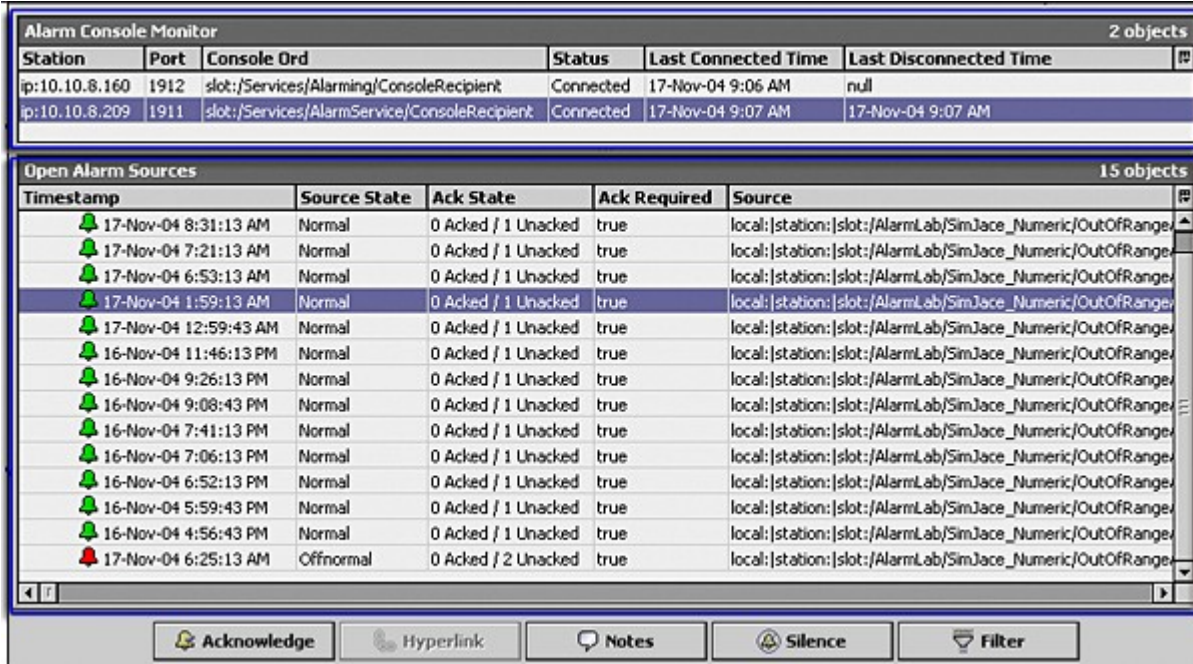 Alarm Console Monitor 2 objects
Station Port Console Ord Status Last Connected Time Last Disconnected Time
ip:10.10.8.160 1912 slot:/Services/Alarming/ConsoleRecipient Connected 17-Nov-04 9:06 AM null
ip:10.10.8.209 1911 slot:/Services/AlarmService/ConsoleRecipient Connected 17-Nov-04 9:07 AM 17-Nov-04 9:07 AM
Open Alarm Sources 15 objects
Timestamp Source State Ack State Ack Required Source
17-Nov-04 8:31:13 AM Normal 0 Acked / 1 Unacked true local:|station:|slot:/AlarmLab/SimJace_Numeric/OutOfRange
17-Nov-04 7:21:13 AM Normal 0 Acked / 1 Unacked true local:|station:|slot:/AlarmLab/SimJace_Numeric/OutOfRange
17-Nov-04 6:53:13 AM Normal 0 Acked / 1 Unacked true local:|station:|slot:/AlarmLab/SimJace_Numeric/OutOfRange
17-Nov-04 1:59:13 AM Normal 0 Acked / 1 Unacked true local:|station:|slot:/AlarmLab/SimJace_Numeric/OutOfRange
17-Nov-04 12:59:43 AM Normal 0 Acked / 1 Unacked true local:|station:|slot:/AlarmLab/SimJace_Numeric/OutOfRange
16-Nov-04 11:46:13 PM Normal 0 Acked / 1 Unacked true local:|station:|slot:/AlarmLab/SimJace_Numeric/OutOfRange
16-Nov-04 9:26:13 PM Normal 0 Acked / 1 Unacked true local:|station:|slot:/AlarmLab/SimJace_Numeric/OutOfRange
16-Nov-04 9:08:43 PM Normal 0 Acked / 1 Unacked true local:|station:|slot:/AlarmLab/SimJace_Numeric/OutOfRange
16-Nov-04 7:41:13 PM Normal 0 Acked / 1 Unacked true local:|station:|slot:/AlarmLab/SimJace_Numeric/OutOfRange
16-Nov-04 7:06:13 PM Normal 0 Acked / 1 Unacked true local:|station:|slot:/AlarmLab/SimJace_Numeric/OutOfRange
16-Nov-04 6:52:13 PM Normal 0 Acked / 1 Unacked true local:|station:|slot:/AlarmLab/SimJace_Numeric/OutOfRange
16-Nov-04 5:59:43 PM Normal 0 Acked / 1 Unacked true local:|station:|slot:/AlarmLab/SimJace_Numeric/OutOfRange
16-Nov-04 4:56:43 PM Normal 0 Acked / 1 Unacked true local:|station:|slot:/AlarmLab/SimJace_Numeric/OutOfRange
17-Nov-04 6:25:13 AM Offnormal 0 Acked / 2 Unacked true local:|station:|slot:/AlarmLab/SimJace_Numeric/OutOfRange
Acknowledge Hyperlink Notes Silence Filter